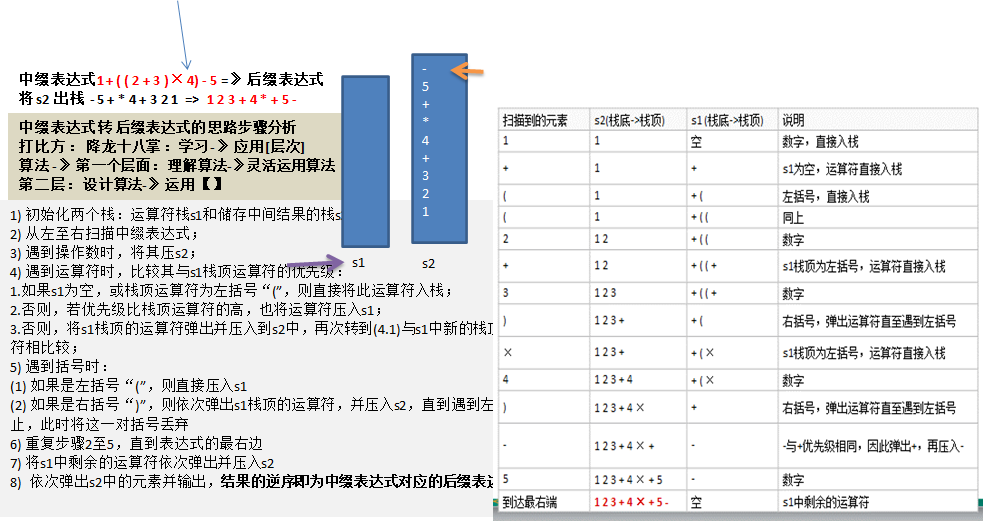 中缀表达式1+((2+3)×4)-5 =》后缀表达式
将 s2 出栈 -5+*4+321 => 123+4*+5-
中缀表达式转后缀表达式的思路步骤分析
打比方：降龙十八掌：学习-》应用[层次]
算法-》第一个层面：理解算法-》灵活运用算法
第二层：设计算法-》运用【】
1) 初始化两个栈：运算符栈s1和储存中间结果的栈s
2) 从左至右扫描中缀表达式；
3) 遇到操作数时，将其压s2；
4) 遇到运算符时，比较其与s1栈顶运算符的优先级：
1.如果s1为空，或栈顶运算符为左括号“(”，则直接将此运算符入栈；
2.否则，若优先级比栈顶运算符的高，也将运算符压入s1；
3.否则，将s1栈顶的运算符弹出并压入到s2中，再次转到(4.1)与s1中新的栈顶
符相比较；
5) 遇到括号时：
(1) 如果是左括号“(”，则直接压入s1
(2) 如果是右括号“)”，则依次弹出s1栈顶的运算符，并压入s2，直到遇到左
止，此时将这一对括号丢弃
6) 重复步骤2至5，直到表达式的最右边
7) 将s1中剩余的运算符依次弹出并压入s2
8) 依次弹出s2中的元素并输出，结果的逆序即为中缀表达式对应的后缀表达
-
5
+
*
4
+
3
2
1
s1
s2
扫描到的元素 s2(栈底->栈顶) s1 (栈底->栈顶) 说明
1 1 空 数字，直接入栈
+ 1 + s1为空，运算符直接入栈
( 1 + ( 左括号，直接入栈
( 1 + ( ( 同上
2 1 2 + ( ( 数字
+ 1 2 + ( ( + s1栈顶为左括号，运算符直接入栈
3 1 2 3 + ( ( + 数字
) 1 2 3 + + ( 右括号，弹出运算符直至遇到左括号
× 1 2 3 + + ( × s1栈顶为左括号，运算符直接入栈
4 1 2 3 + 4 + ( × 数字
) 1 2 3 + 4 × + 右括号，弹出运算符直至遇到左括号
- 1 2 3 + 4 × + - -与+优先级相同，因此弹出+，再压入-
5 1 2 3 + 4 × + 5 - 数字
到达最右端 1 2 3 + 4 × + 5 - 空 s1中剩余的运算符